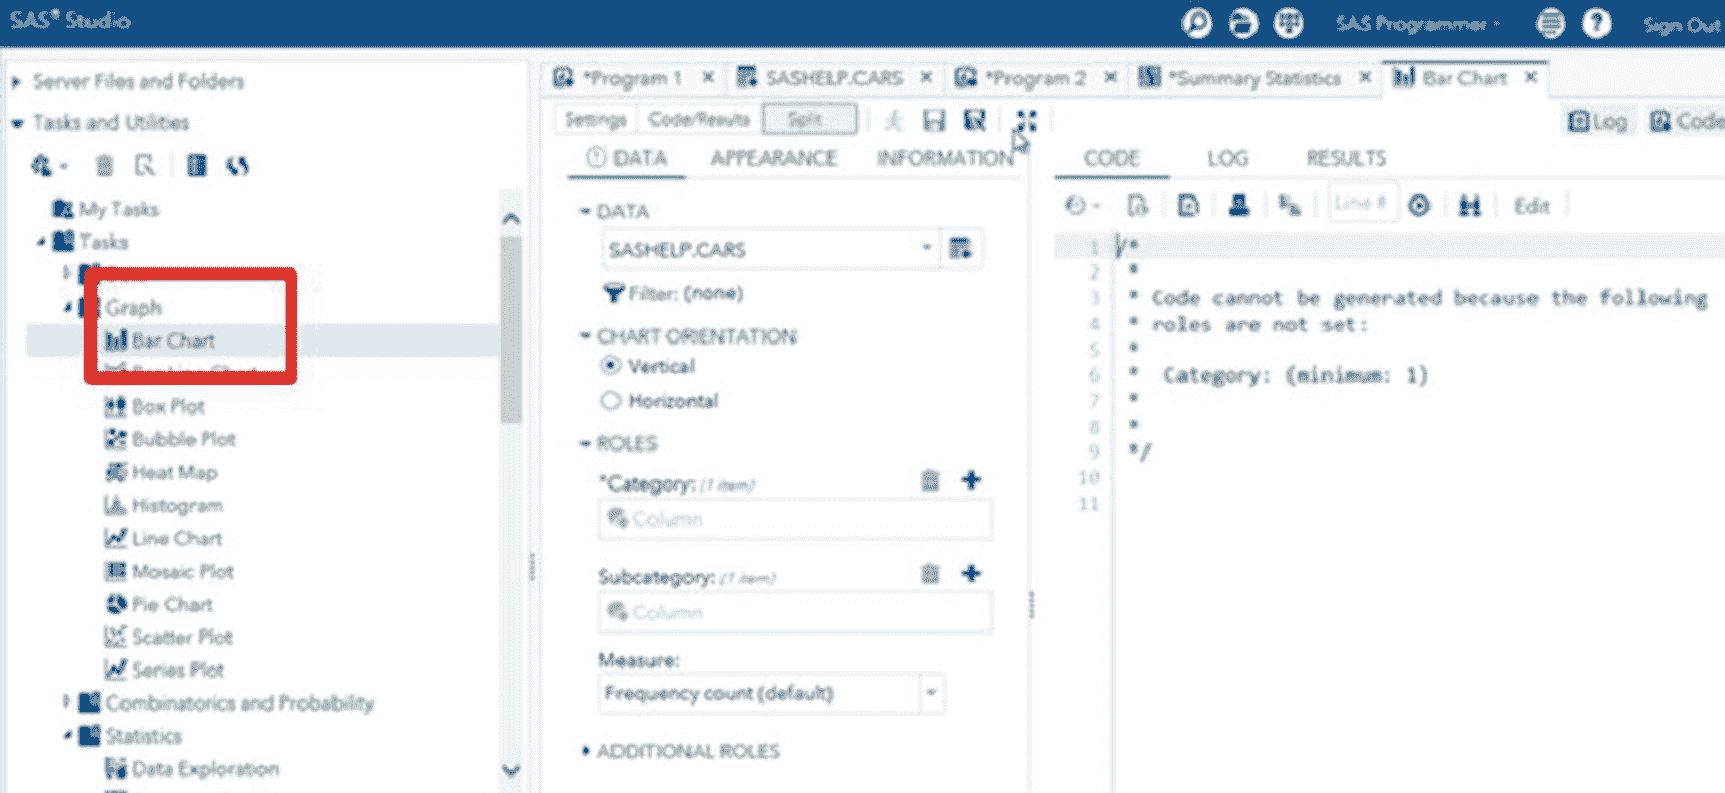 SAS® Studio
SAS Programmer
Sign Out
Server Files and Folders
Tasks and Utilities
My Tasks
Tasks
Graph
Bar Chart
Box Plot
Bubble Plot
Heat Map
Histogram
Line Chart
Mosaic Plot
Pie Chart
Scatter Plot
Series Plot
Combinatorics and Probability
Statistics
Data Exploration
*Program 1
SASHELP.CARS
*Program 2
*Summary Statistics
Bar Chart
Settings
Code/Results
Split
Log
Code
DATA
APPEARANCE
INFORMATION
DATA
SASHELP.CARS
Filter: (none)
CHART ORIENTATION
Vertical
Horizontal
ROLES
*Category: (1 item)
Column
Subcategory: (1 item)
Column
Measure:
Frequency count (default)
ADDITIONAL ROLES
CODE
LOG
RESULTS
Line #
Edit
1 /*
2 *
3 * Code cannot be generated because the following
4 * roles are not set:
5 *
6 * Category: (minimum: 1)
7 *
8 *
9 */
10
11